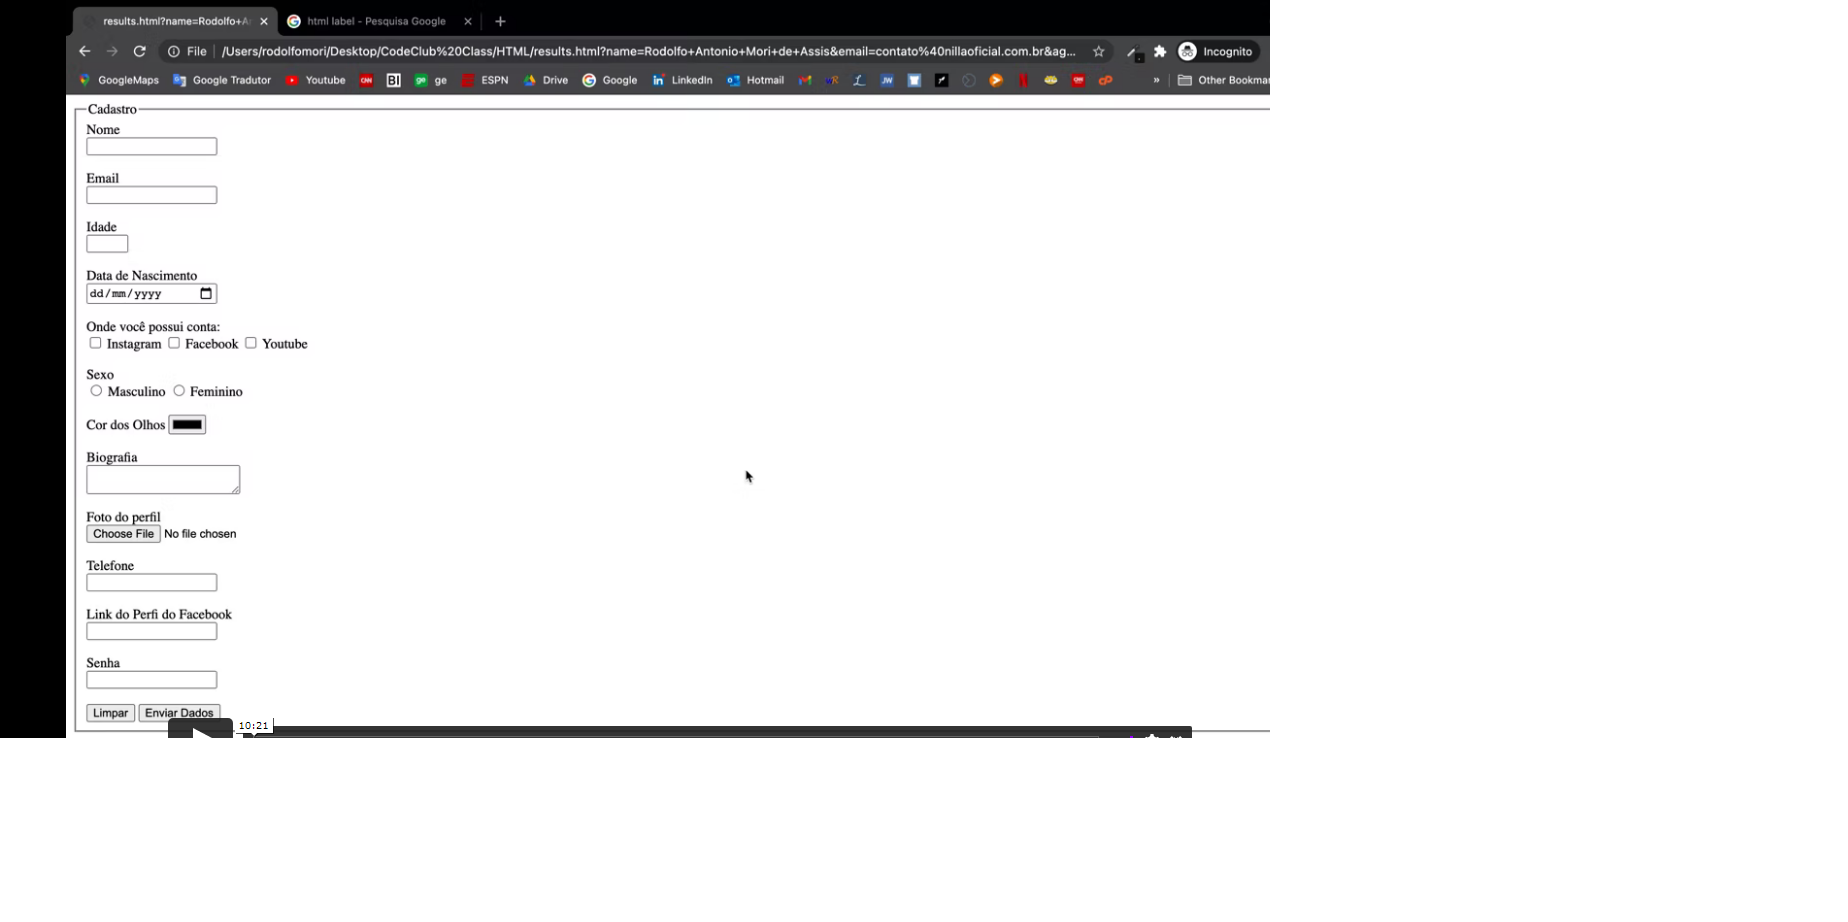 results.html?name=Rodolfo+A
html label - Pesquisa Google
File /Users/rodolfomori/Desktop/CodeClub%20Class/HTML/results.html?name=Rodolfo+Antonio+Mori+de+Assis&email=contato%40nillaoficial.com.br&ag... Incognito
GoogleMaps Google Tradutor Youtube CNN BI ge ge ESPN Drive Google LinkedIn Hotmail JW » Other Bookmar
Cadastro
Nome
Email
Idade
Data de Nascimento
dd/mm/yyyy
Onde você possui conta:
Instagram Facebook Youtube
Sexo
Masculino Feminino
Cor dos Olhos
Biografia
Foto do perfil
Choose File No file chosen
Telefone
Link do Perfi do Facebook
Senha
Limpar Enviar Dados
10:21